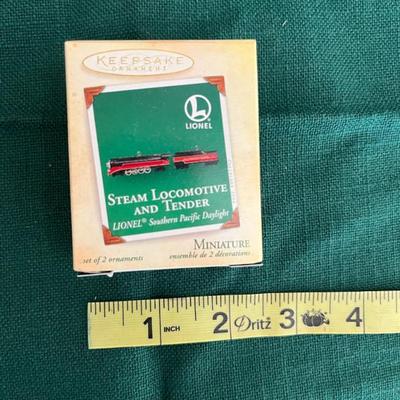 KEEPSAKE
ORNAMENT
L
LIONEL
STEAM LOCOMOTIVE
AND TENDER
LIONEL® Southern Pacific Daylight
MINIATURE
set of 2 ornaments
ensemble de 2 décorations
1 INCH 2 Dritz 3 4